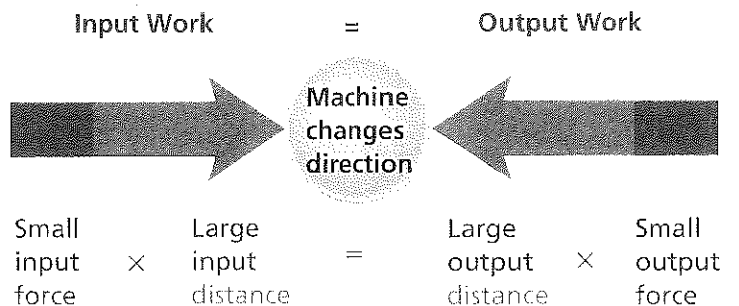 Input Work = Output Work
Machine
changes
direction
Small Large Large Small
input × input = output × output
force distance distance force